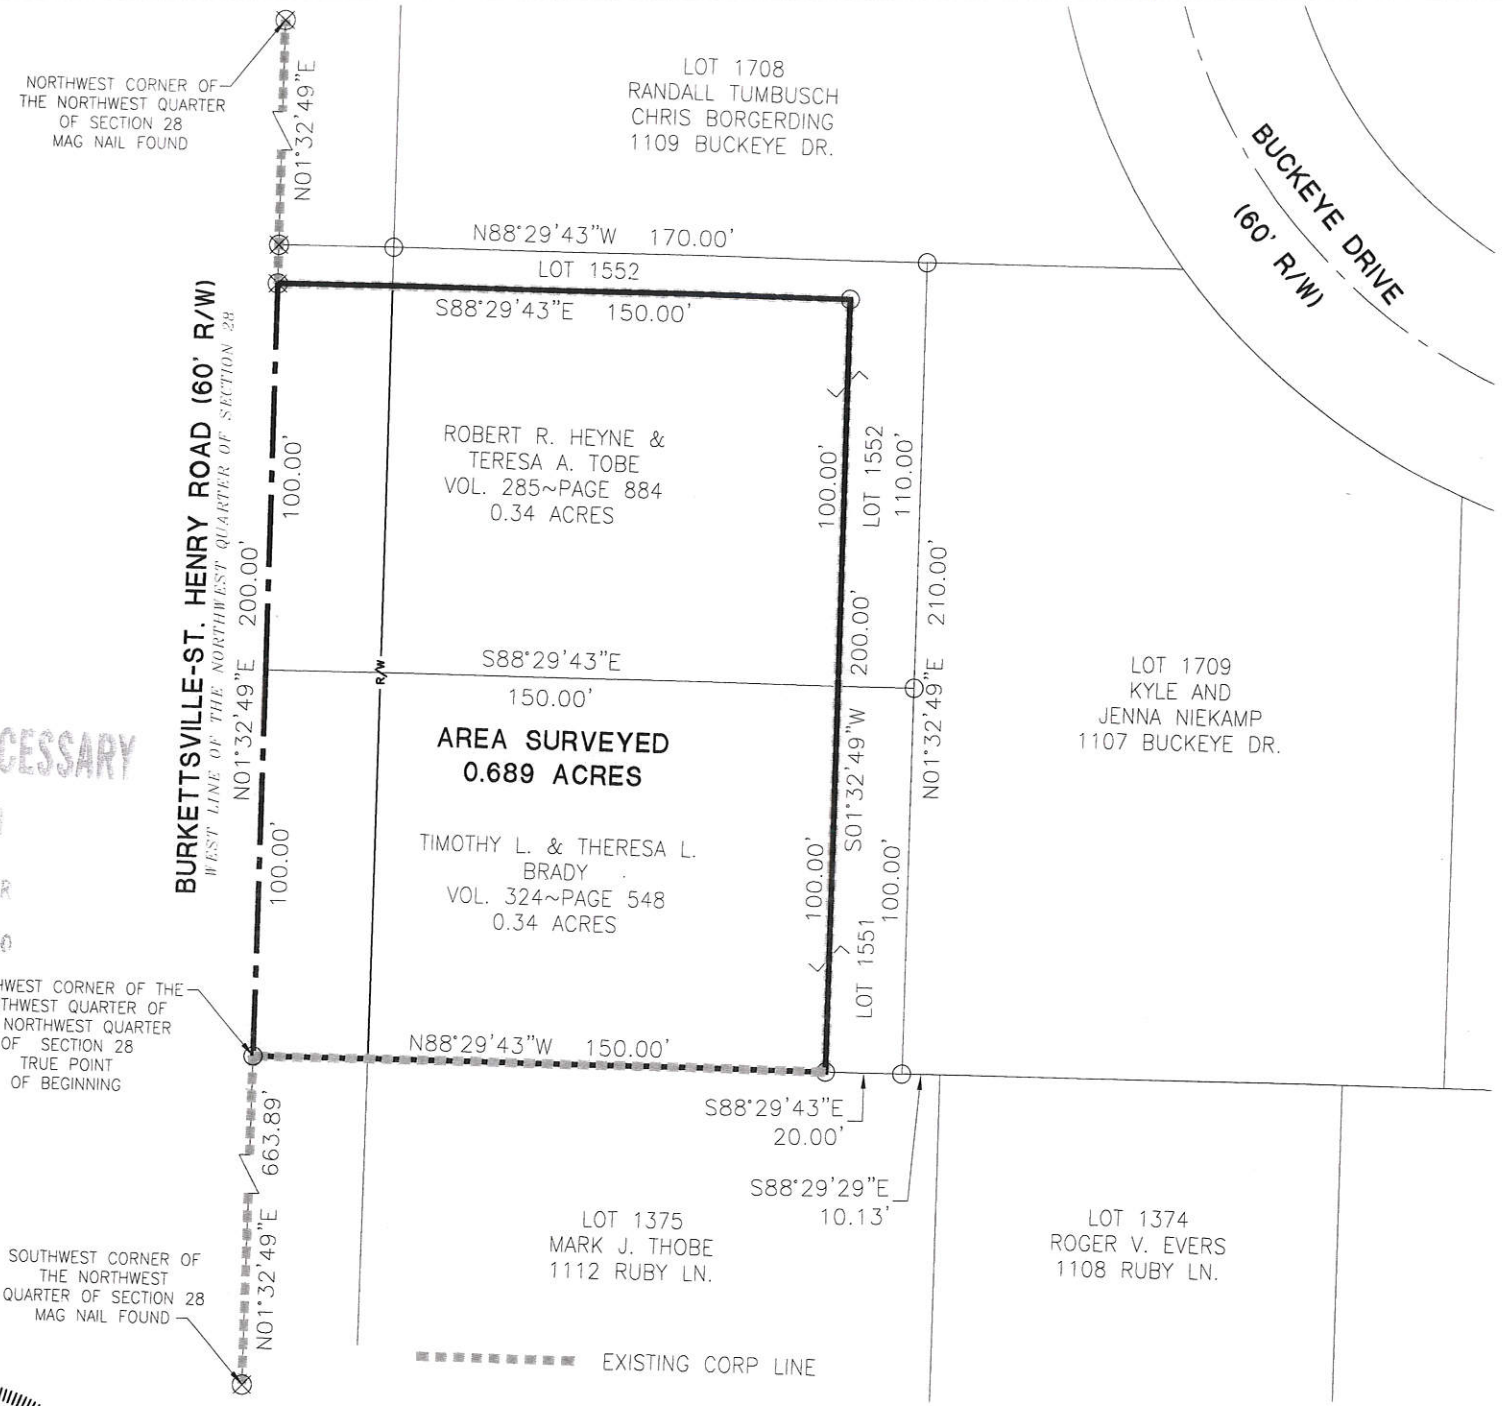 NORTHWEST CORNER OF
THE NORTHWEST QUARTER
OF SECTION 28
MAG NAIL FOUND
N01°32'49"E
LOT 1708
RANDALL TUMBUSCH
CHRIS BORGERDING
1109 BUCKEYE DR.
BUCKEYE DRIVE
(60' R/W)
N88°29'43"W 170.00'
LOT 1552
S88°29'43"E 150.00'
BURKETTSVILLE-ST. HENRY ROAD (60' R/W)
WEST LINE OF THE NORTHWEST QUARTER OF SECTION 28
N01°32'49"E 200.00'
100.00'
100.00'
ROBERT R. HEYNE &
TERESA A. TOBE
VOL. 285~PAGE 884
0.34 ACRES
100.00'
LOT 1552
110.00'
S88°29'43"E
150.00'
R/W
AREA SURVEYED
0.689 ACRES
S01°32'49"W 200.00'
N01°32'49"E 210.00'
LOT 1709
KYLE AND
JENNA NIEKAMP
1107 BUCKEYE DR.
TIMOTHY L. & THERESA L.
BRADY
VOL. 324~PAGE 548
0.34 ACRES
100.00'
LOT 1551
100.00'
CESSARY
R
HWEST CORNER OF THE
THWEST QUARTER OF
NORTHWEST QUARTER
OF SECTION 28
TRUE POINT
OF BEGINNING
N88°29'43"W 150.00'
S88°29'43"E
20.00'
S88°29'29"E
10.13'
N01°32'49"E 663.89'
SOUTHWEST CORNER OF
THE NORTHWEST
QUARTER OF SECTION 28
MAG NAIL FOUND
LOT 1375
MARK J. THOBE
1112 RUBY LN.
LOT 1374
ROGER V. EVERS
1108 RUBY LN.
EXISTING CORP LINE